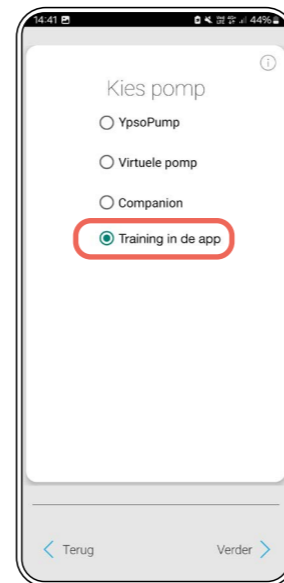 14:41 44%
Kies pomp
YpsoPump
Virtuele pomp
Companion
Training in de app
Terug Verder